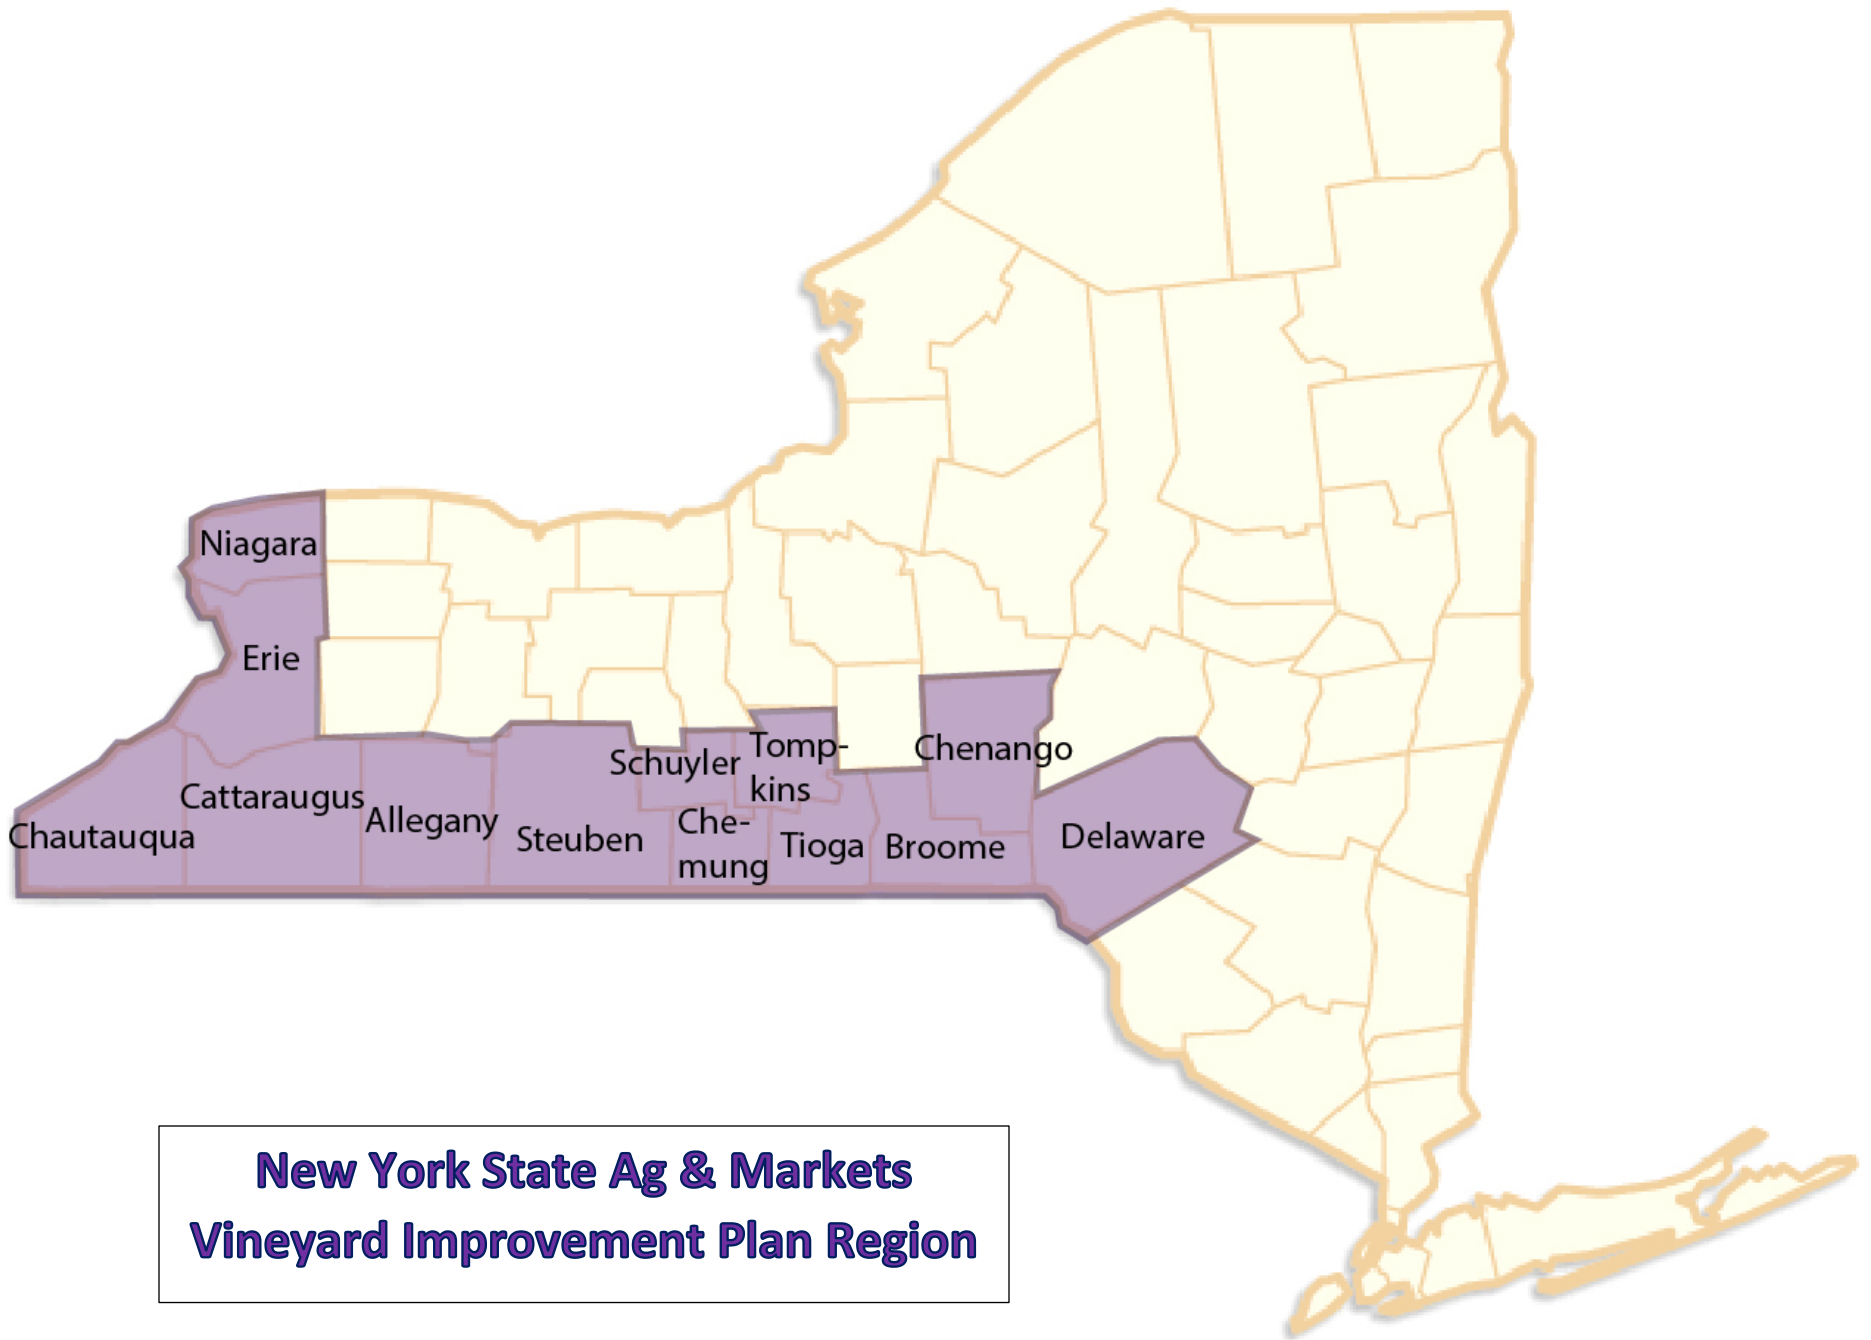 Niagara
Erie
Chautauqua
Cattaraugus
Allegany
Steuben
Schuyler
Che-
mung
Tomp-
kins
Tioga
Broome
Chenango
Delaware
New York State Ag & Markets
Vineyard Improvement Plan Region